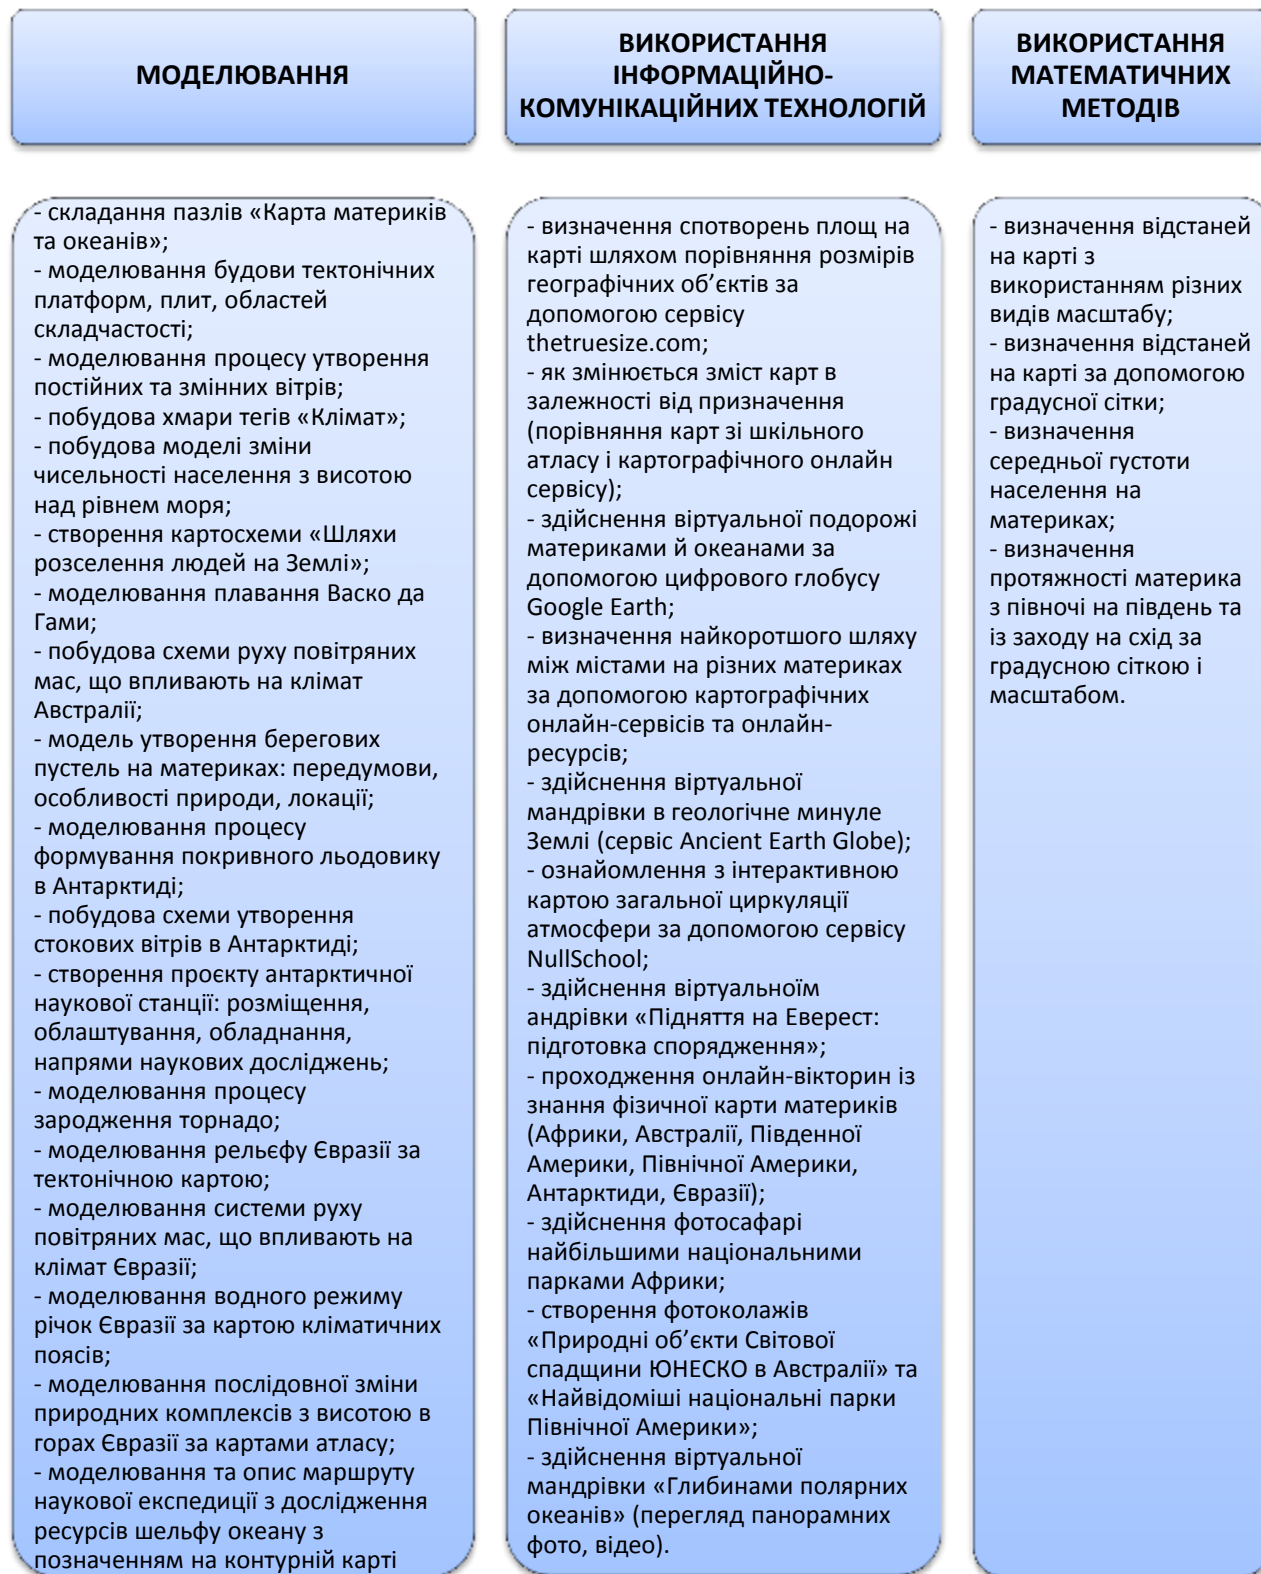 МОДЕЛЮВАННЯ
ВИКОРИСТАННЯ
ІНФОРМАЦІЙНО-
КОМУНІКАЦІЙНИХ ТЕХНОЛОГІЙ
ВИКОРИСТАННЯ
МАТЕМАТИЧНИХ
МЕТОДІВ
- складання пазлів «Карта материків
та океанів»;
- моделювання будови тектонічних
платформ, плит, областей
складчастості;
- моделювання процесу утворення
постійних та змінних вітрів;
- побудова хмари тегів «Клімат»;
- побудова моделі зміни
чисельності населення з висотою
над рівнем моря;
- створення картосхеми «Шляхи
розселення людей на Землі»;
- моделювання плавання Васко да
Гами;
- побудова схеми руху повітряних
мас, що впливають на клімат
Австралії;
- модель утворення берегових
пустель на материках: передумови,
особливості природи, локації;
- моделювання процесу
формування покривного льодовику
в Антарктиді;
- побудова схеми утворення
стокових вітрів в Антарктиді;
- створення проєкту антарктичної
наукової станції: розміщення,
облаштування, обладнання,
напрями наукових досліджень;
- моделювання процесу
зародження торнадо;
- моделювання рельєфу Євразії за
тектонічною картою;
- моделювання системи руху
повітряних мас, що впливають на
клімат Євразії;
- моделювання водного режиму
річок Євразії за картою кліматичних
поясів;
- моделювання послідовної зміни
природних комплексів з висотою в
горах Євразії за картами атласу;
- моделювання та опис маршруту
наукової експедиції з дослідження
ресурсів шельфу океану з
позначенням на контурній карті
- визначення спотворень площ на
карті шляхом порівняння розмірів
географічних об’єктів за
допомогою сервісу
thetruesize.com;
- як змінюється зміст карт в
залежності від призначення
(порівняння карт зі шкільного
атласу і картографічного онлайн
сервісу);
- здійснення віртуальної подорожі
материками й океанами за
допомогою цифрового глобусу
Google Earth;
- визначення найкоротшого шляху
між містами на різних материках
за допомогою картографічних
онлайн-сервісів та онлайн-
ресурсів;
- здійснення віртуальної
мандрівки в геологічне минуле
Землі (сервіс Ancient Earth Globe);
- ознайомлення з інтерактивною
картою загальної циркуляції
атмосфери за допомогою сервісу
NullSchool;
- здійснення віртуальноїм
андрівки «Підняття на Еверест:
підготовка спорядження»;
- проходження онлайн-вікторин із
знання фізичної карти материків
(Африки, Австралії, Південної
Америки, Північної Америки,
Антарктиди, Євразії);
- здійснення фотосафарі
найбільшими національними
парками Африки;
- створення фотоколажів
«Природні об’єкти Світової
спадщини ЮНЕСКО в Австралії» та
«Найвідоміші національні парки
Північної Америки»;
- здійснення віртуальної
мандрівки «Глибинами полярних
океанів» (перегляд панорамних
фото, відео).
- визначення відстаней
на карті з
використанням різних
видів масштабу;
- визначення відстаней
на карті за допомогою
градусної сітки;
- визначення
середньої густоти
населення на
материках;
- визначення
протяжності материка
з півночі на південь та
із заходу на схід за
градусною сіткою і
масштабом.